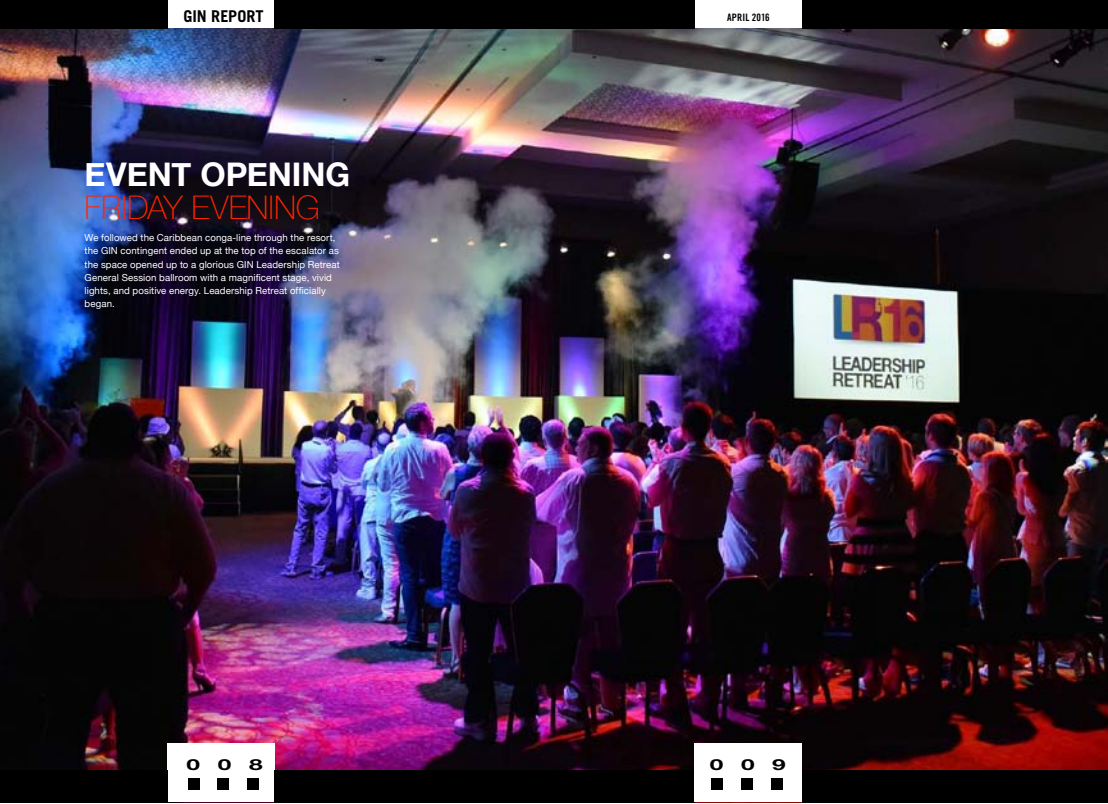 GIN REPORT
APRIL 2016
EVENT OPENING
FRIDAY EVENING
We followed the Caribbean conga-line through the resort,
the GIN contingent ended up at the top of the escalator as
the space opened up to a glorious GIN Leadership Retreat
General Session ballroom with a magnificent stage, vivid
lights, and positive energy. Leadership Retreat officially
began.
LR'16
LEADERSHIP
RETREAT '16
008
009